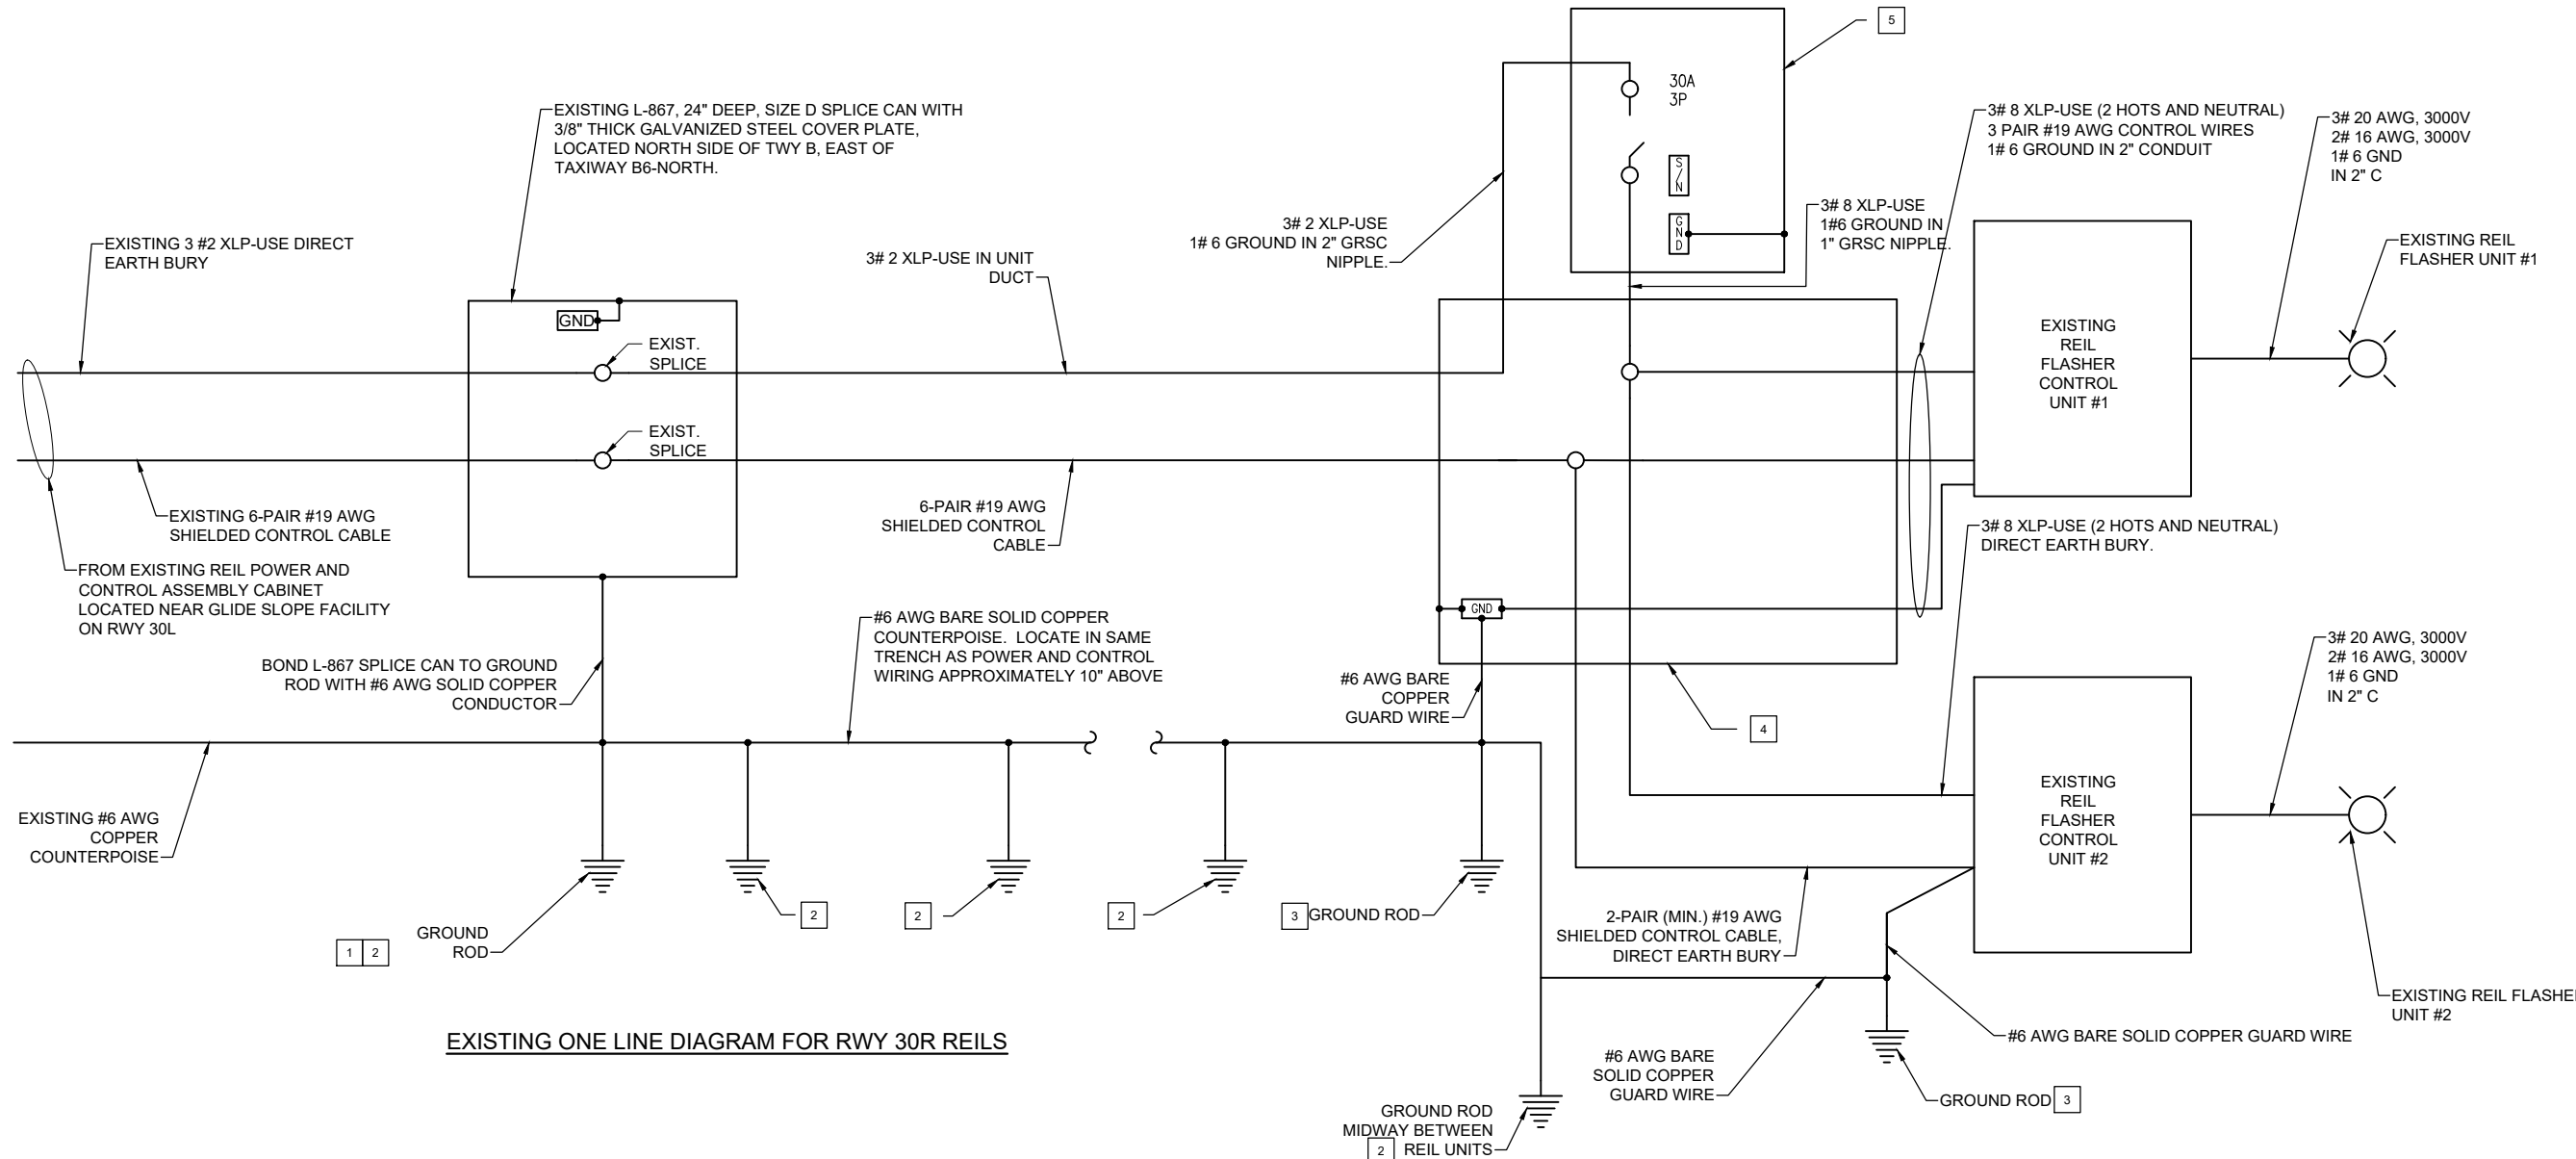 5
30A
3P
S/N
GND
EXISTING L-867, 24" DEEP, SIZE D SPLICE CAN WITH
3/8" THICK GALVANIZED STEEL COVER PLATE,
LOCATED NORTH SIDE OF TWY B, EAST OF
TAXIWAY B6-NORTH.
3# 8 XLP-USE (2 HOTS AND NEUTRAL)
3 PAIR #19 AWG CONTROL WIRES
1# 6 GROUND IN 2" CONDUIT
3# 20 AWG, 3000V
2# 16 AWG, 3000V
1# 6 GND
IN 2" C
EXISTING 3 #2 XLP-USE DIRECT
EARTH BURY
3# 2 XLP-USE IN UNIT
DUCT
3# 2 XLP-USE
1# 6 GROUND IN 2" GRSC
NIPPLE.
3# 8 XLP-USE
1#6 GROUND IN
1" GRSC NIPPLE.
EXISTING REIL
FLASHER UNIT #1
GND
EXIST.
SPLICE
EXIST.
SPLICE
EXISTING
REIL
FLASHER
CONTROL
UNIT #1
EXISTING 6-PAIR #19 AWG
SHIELDED CONTROL CABLE
6-PAIR #19 AWG
SHIELDED CONTROL
CABLE
FROM EXISTING REIL POWER AND
CONTROL ASSEMBLY CABINET
LOCATED NEAR GLIDE SLOPE FACILITY
ON RWY 30L
3# 8 XLP-USE (2 HOTS AND NEUTRAL)
DIRECT EARTH BURY.
GND
#6 AWG BARE SOLID COPPER
COUNTERPOISE.  LOCATE IN SAME
TRENCH AS POWER AND CONTROL
WIRING APPROXIMATELY 10" ABOVE
BOND L-867 SPLICE CAN TO GROUND
ROD WITH #6 AWG SOLID COPPER
CONDUCTOR
#6 AWG BARE
COPPER
GUARD WIRE
4
3# 20 AWG, 3000V
2# 16 AWG, 3000V
1# 6 GND
IN 2" C
EXISTING #6 AWG
COPPER
COUNTERPOISE
EXISTING
REIL
FLASHER
CONTROL
UNIT #2
1 2
GROUND
ROD
2
2
2
3 GROUND ROD
2-PAIR (MIN.) #19 AWG
SHIELDED CONTROL CABLE,
DIRECT EARTH BURY
EXISTING REIL FLASHE
UNIT #2
EXISTING ONE LINE DIAGRAM FOR RWY 30R REILS
#6 AWG BARE SOLID COPPER GUARD WIRE
#6 AWG BARE
SOLID COPPER
GUARD WIRE
GROUND ROD 3
GROUND ROD
MIDWAY BETWEEN
2 REIL UNITS